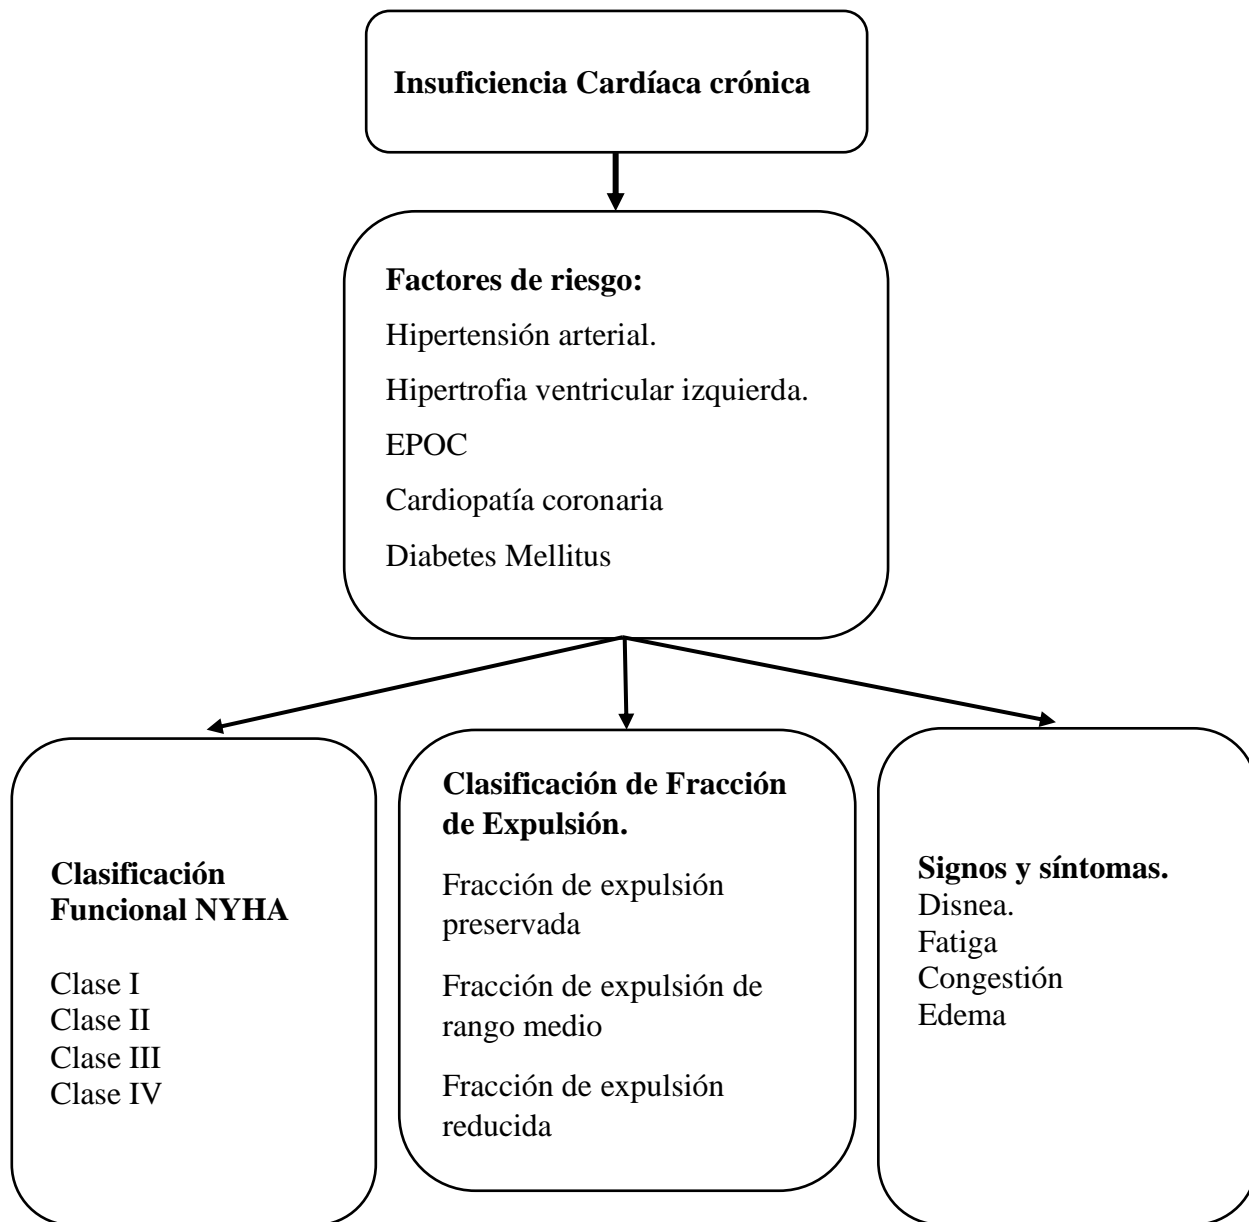 Insuficiencia Cardíaca crónica
Factores de riesgo:
Hipertensión arterial.
Hipertrofia ventricular izquierda.
EPOC
Cardiopatía coronaria
Diabetes Mellitus
Clasificación
Funcional NYHA
Clase I
Clase II
Clase III
Clase IV
Clasificación de Fracción
de Expulsión.
Fracción de expulsión
preservada
Fracción de expulsión de
rango medio
Fracción de expulsión
reducida
Signos y síntomas.
Disnea.
Fatiga
Congestión
Edema